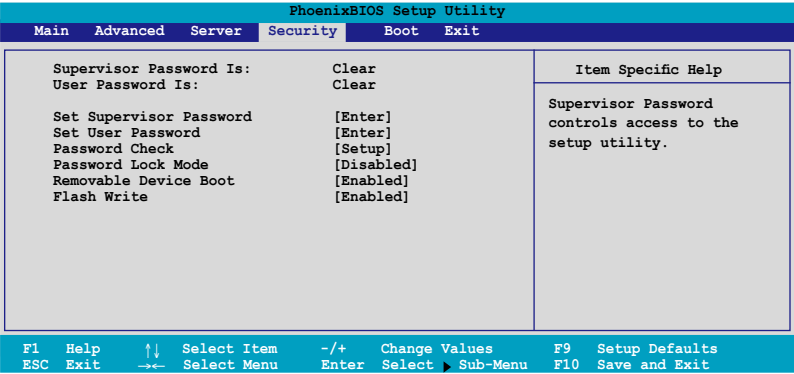 PhoenixBIOS Setup Utility
Main Advanced Server Security Boot Exit
Supervisor Password Is: Clear
User Password Is: Clear
Set Supervisor Password [Enter]
Set User Password [Enter]
Password Check [Setup]
Password Lock Mode [Disabled]
Removable Device Boot [Enabled]
Flash Write [Enabled]
Item Specific Help
Supervisor Password
controls access to the
setup utility.
F1 Help ↑↓ Select Item -/+ Change Values F9 Setup Defaults
ESC Exit →← Select Menu Enter Select ▶ Sub-Menu F10 Save and Exit